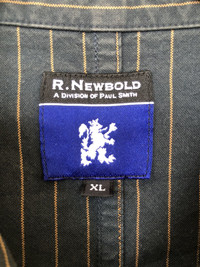 R. NEWBOLD
A DIVISION OF PAUL SMITH
XL